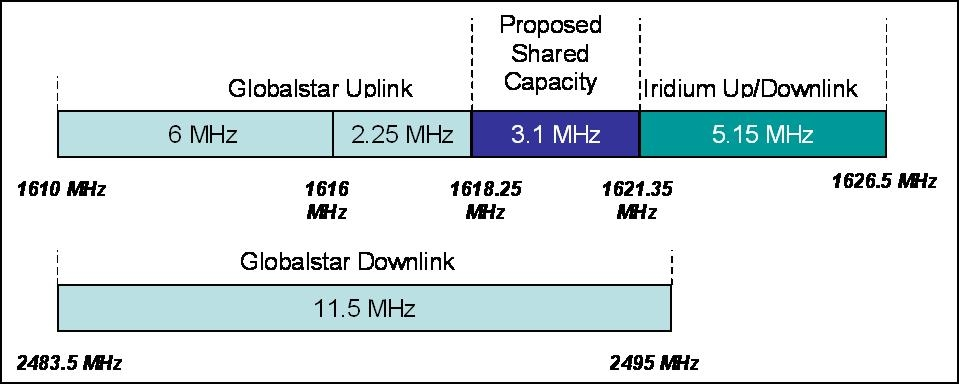 Proposed
Shared
Capacity
Globalstar Uplink
Iridium Up/Downlink
6 MHz
2.25 MHz
3.1 MHz
5.15 MHz
1610 MHz
1616
MHz
1618.25
MHz
1621.35
MHz
1626.5 MHz
Globalstar Downlink
11.5 MHz
2483.5 MHz
2495 MHz